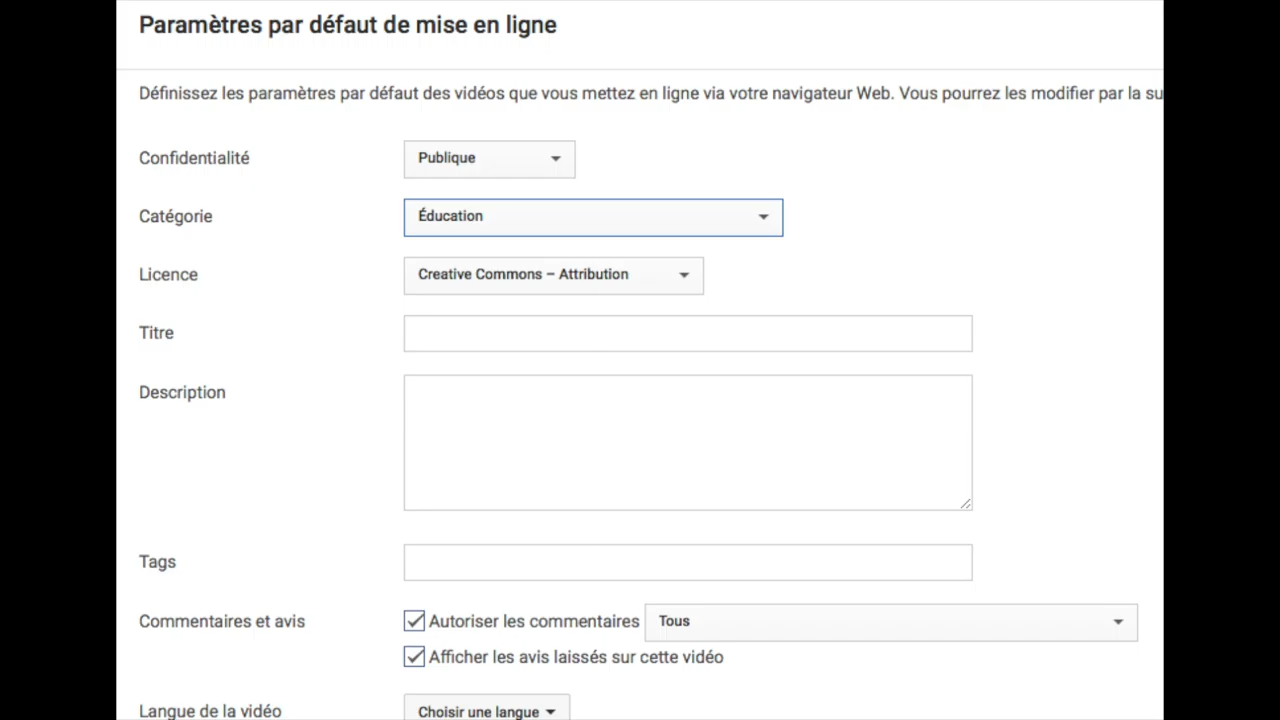 Paramètres par défaut de mise en ligne
Définissez les paramètres par défaut des vidéos que vous mettez en ligne via votre navigateur Web. Vous pourrez les modifier par la su
Confidentialité Publique
Catégorie Éducation
Licence Creative Commons – Attribution
Titre
Description
Tags
Commentaires et avis Autoriser les commentaires Tous
Afficher les avis laissés sur cette vidéo
Langue de la vidéo Choisir une langue